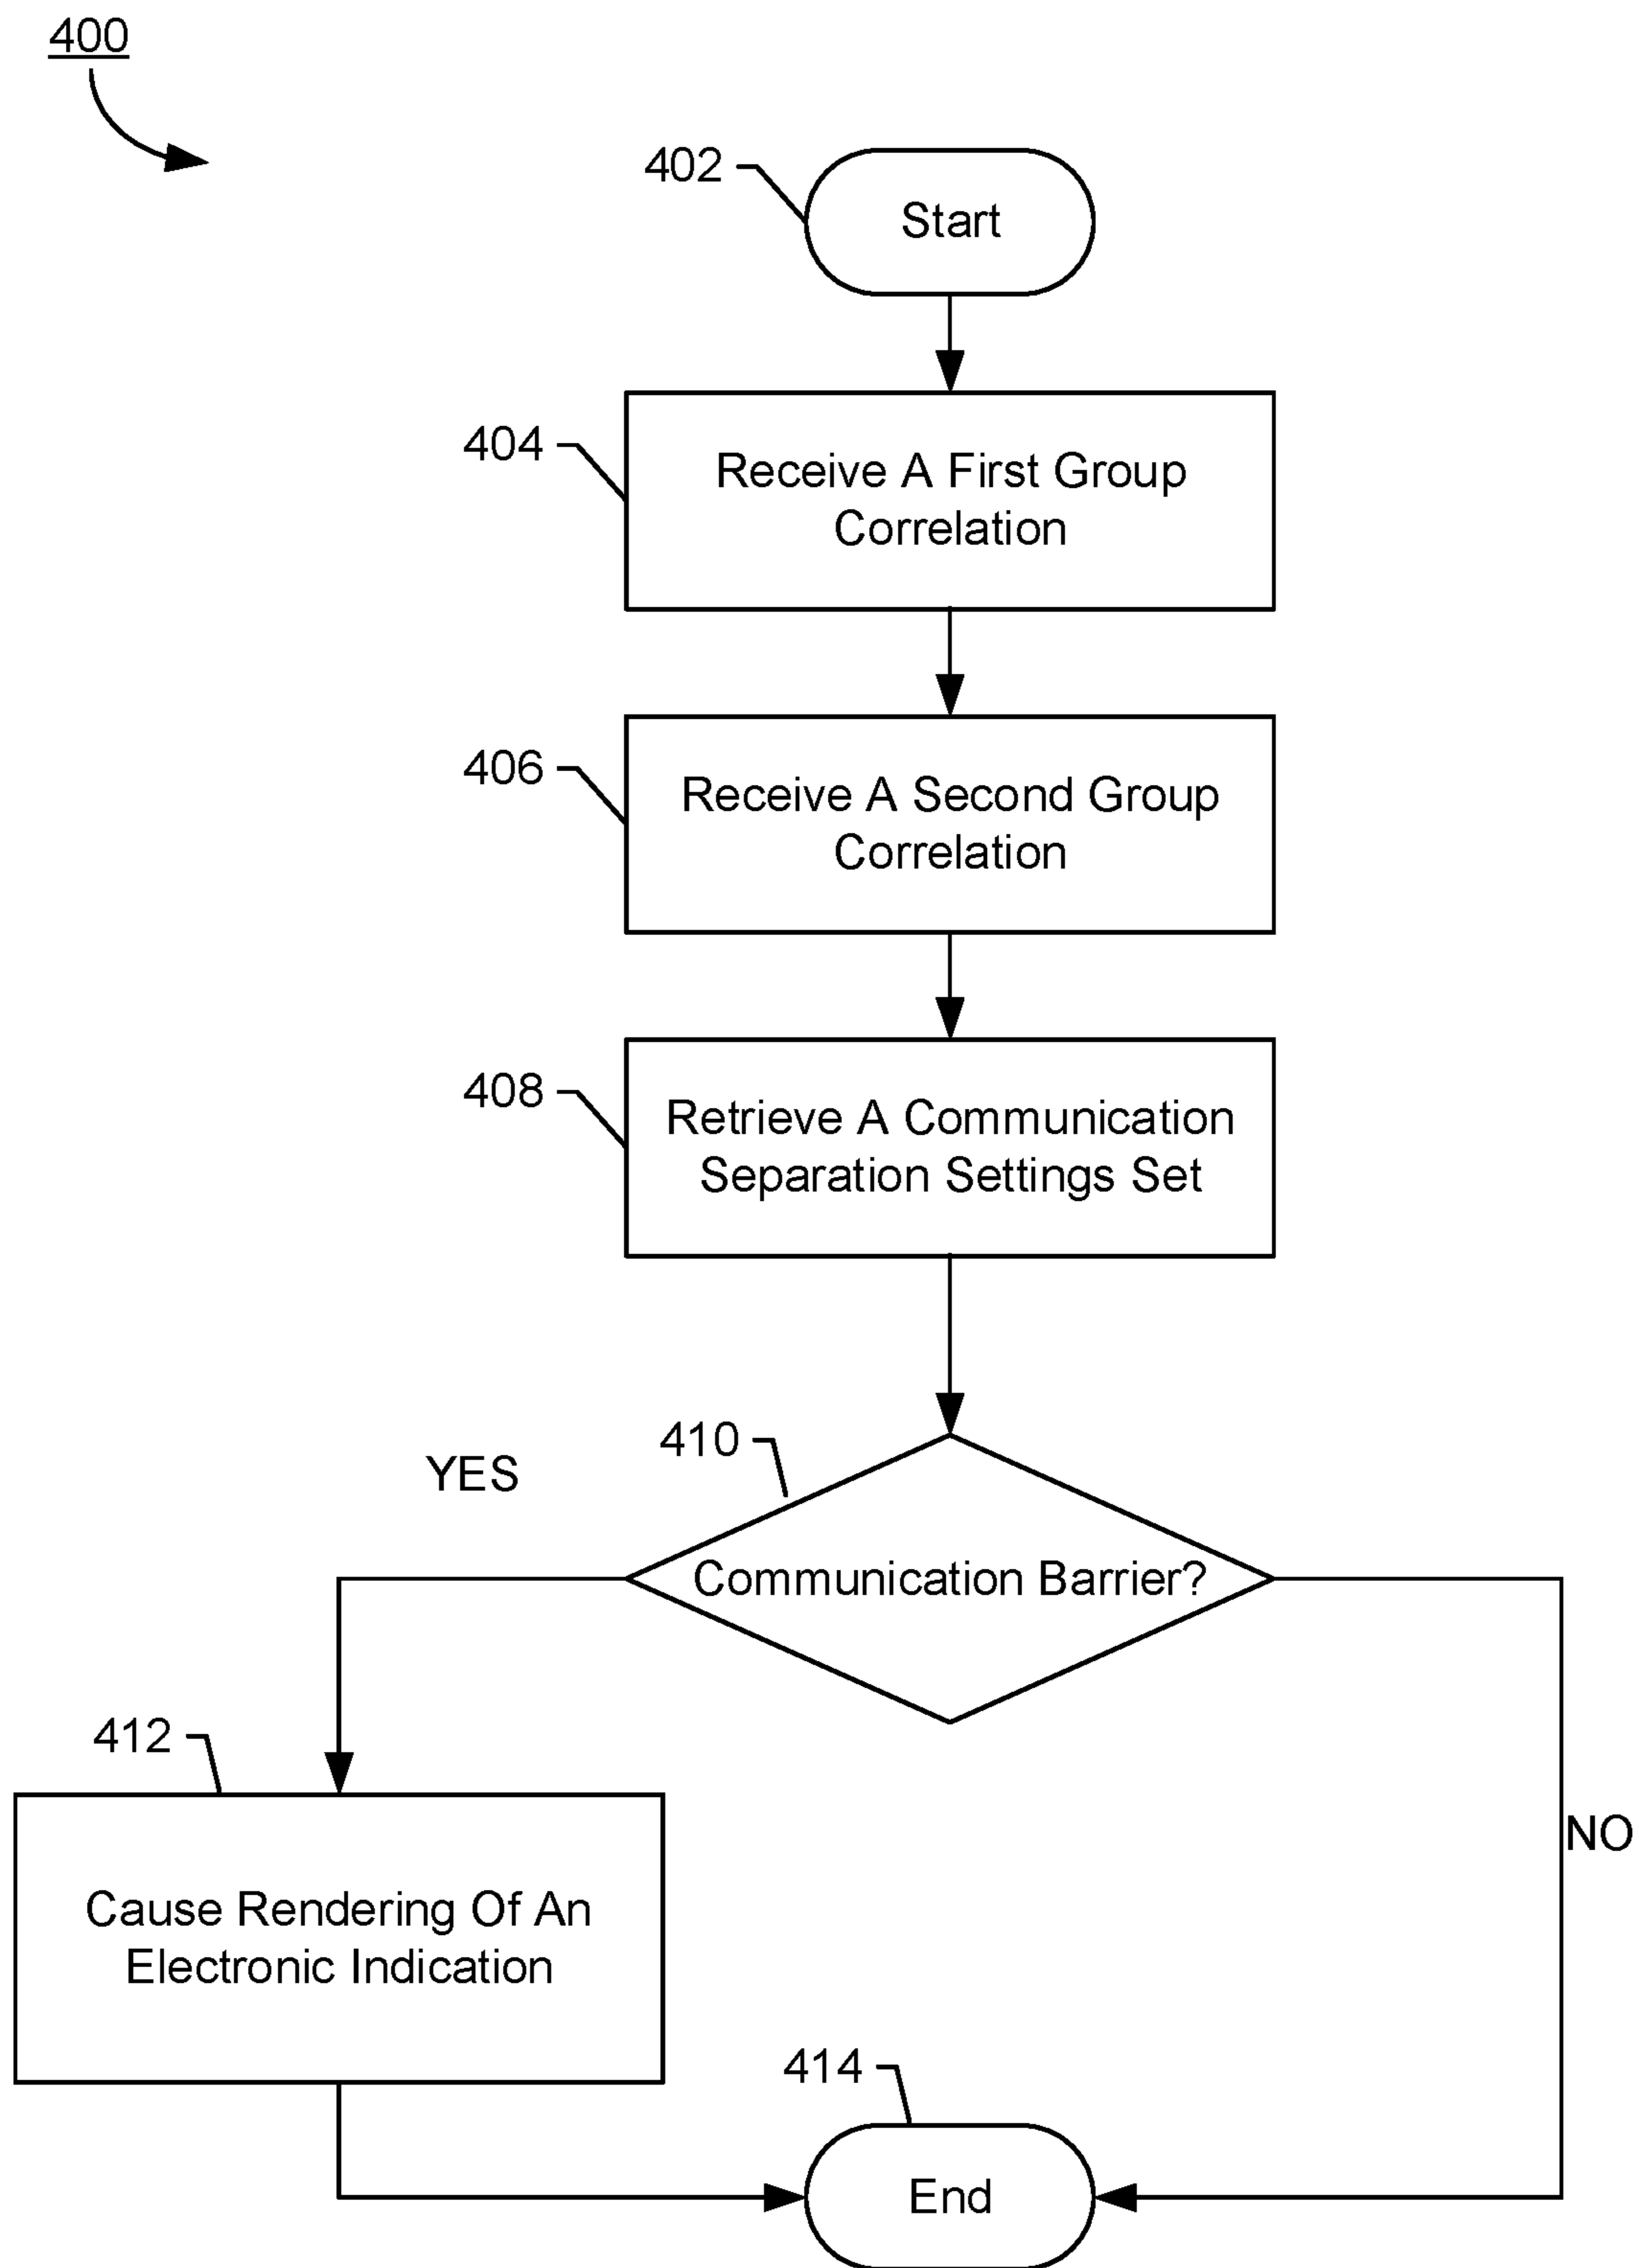 400
402
Start
404
Receive A First Group
Correlation
406
Receive A Second Group
Correlation
408
Retrieve A Communication
Separation Settings Set
410
YES
Communication Barrier?
412
NO
Cause Rendering Of An
Electronic Indication
414
End